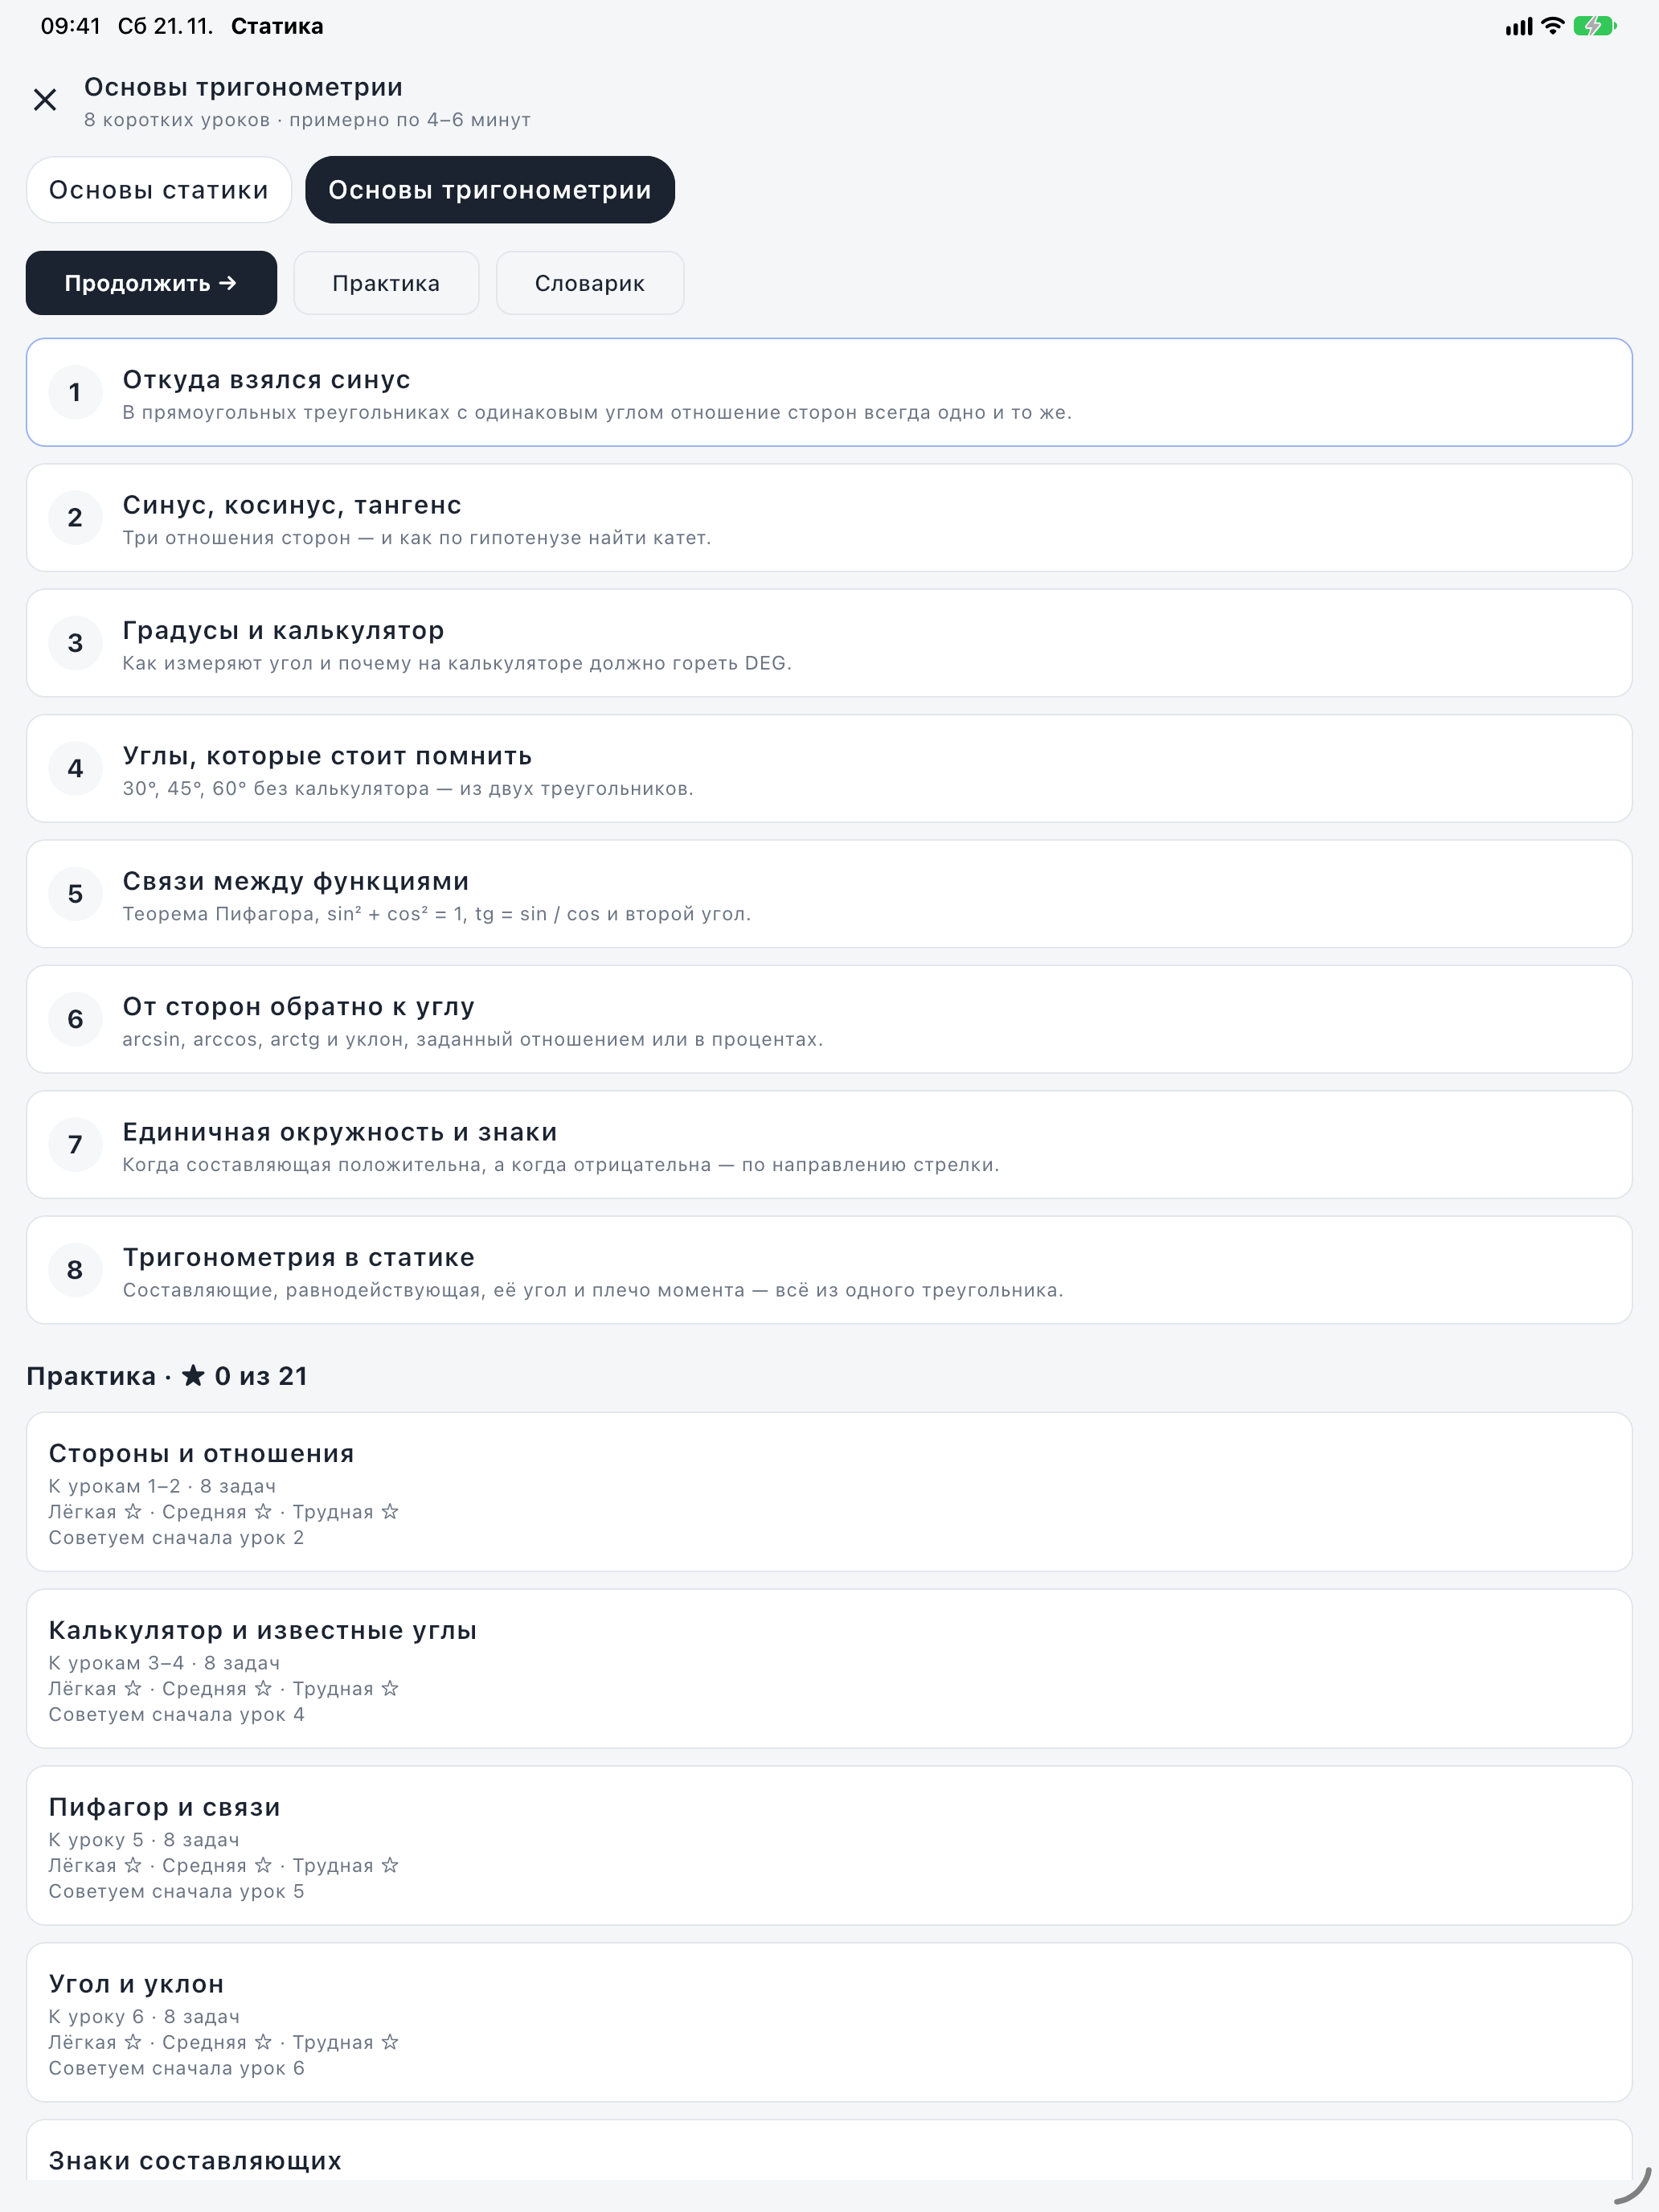 09:41 Сб 21.11. Статика
Основы тригонометрии
8 коротких уроков · примерно по 4–6 минут
Основы статики
Основы тригонометрии
Продолжить →
Практика
Словарик
1
Откуда взялся синус
В прямоугольных треугольниках с одинаковым углом отношение сторон всегда одно и то же.
2
Синус, косинус, тангенс
Три отношения сторон — и как по гипотенузе найти катет.
3
Градусы и калькулятор
Как измеряют угол и почему на калькуляторе должно гореть DEG.
4
Углы, которые стоит помнить
30°, 45°, 60° без калькулятора — из двух треугольников.
5
Связи между функциями
Теорема Пифагора, sin² + cos² = 1, tg = sin / cos и второй угол.
6
От сторон обратно к углу
arcsin, arccos, arctg и уклон, заданный отношением или в процентах.
7
Единичная окружность и знаки
Когда составляющая положительна, а когда отрицательна — по направлению стрелки.
8
Тригонометрия в статике
Составляющие, равнодействующая, её угол и плечо момента — всё из одного треугольника.
Практика · ★ 0 из 21
Стороны и отношения
К урокам 1–2 · 8 задач
Лёгкая ☆ · Средняя ☆ · Трудная ☆
Советуем сначала урок 2
Калькулятор и известные углы
К урокам 3–4 · 8 задач
Лёгкая ☆ · Средняя ☆ · Трудная ☆
Советуем сначала урок 4
Пифагор и связи
К уроку 5 · 8 задач
Лёгкая ☆ · Средняя ☆ · Трудная ☆
Советуем сначала урок 5
Угол и уклон
К уроку 6 · 8 задач
Лёгкая ☆ · Средняя ☆ · Трудная ☆
Советуем сначала урок 6
Знаки составляющих